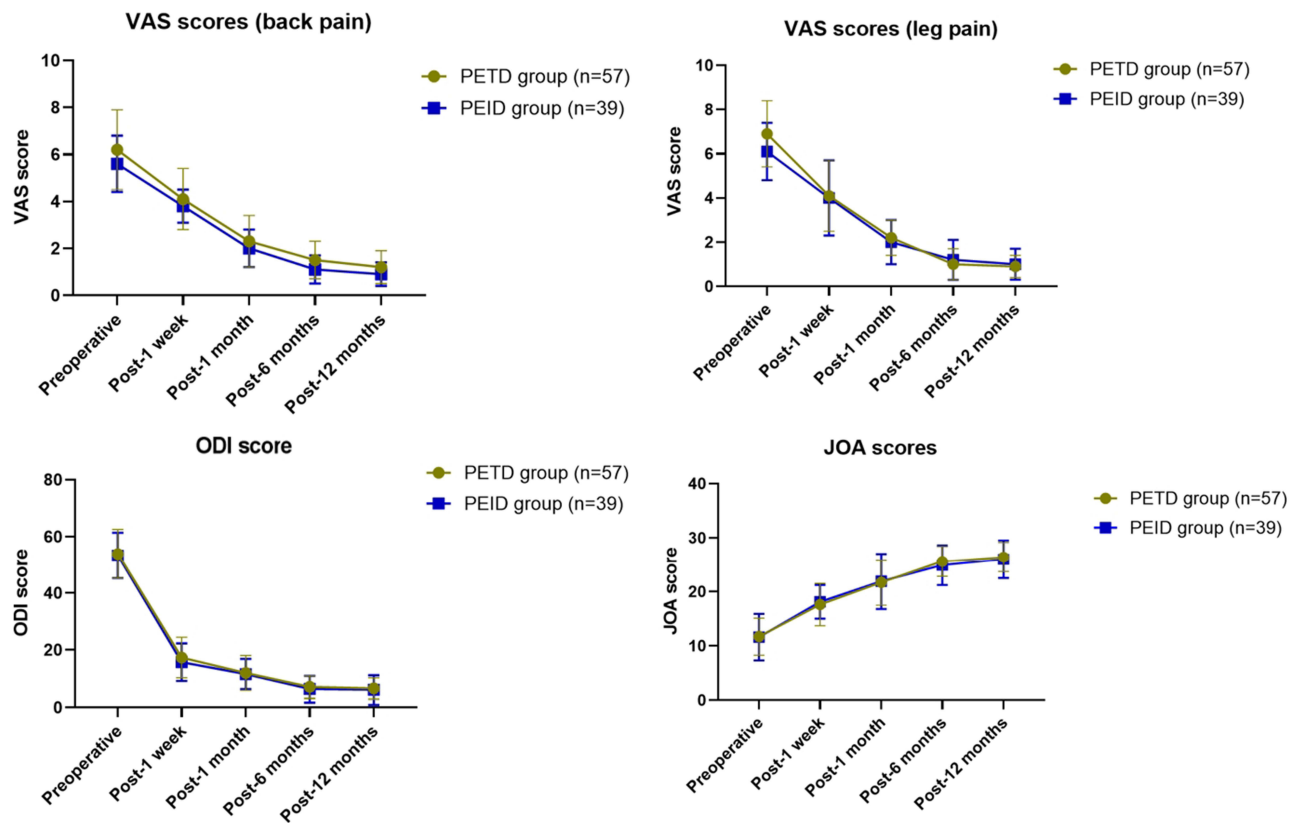 VAS scores (back pain)
PETD group (n=57)
PEID group (n=39)
VAS score
10
8
6
4
2
0
Preoperative
Post-1 week
Post-1 month
Post-6 months
Post-12 months
VAS scores (leg pain)
PETD group (n=57)
PEID group (n=39)
VAS score
10
8
6
4
2
0
Preoperative
Post-1 week
Post-1 month
Post-6 months
Post-12 months
ODI score
PETD group (n=57)
PEID group (n=39)
ODI score
80
60
40
20
0
Preoperative
Post-1 week
Post-1 month
Post-6 months
Post-12 months
JOA scores
PETD group (n=57)
PEID group (n=39)
JOA score
40
30
20
10
0
Preoperative
Post-1 week
Post-1 month
Post-6 months
Post-12 months